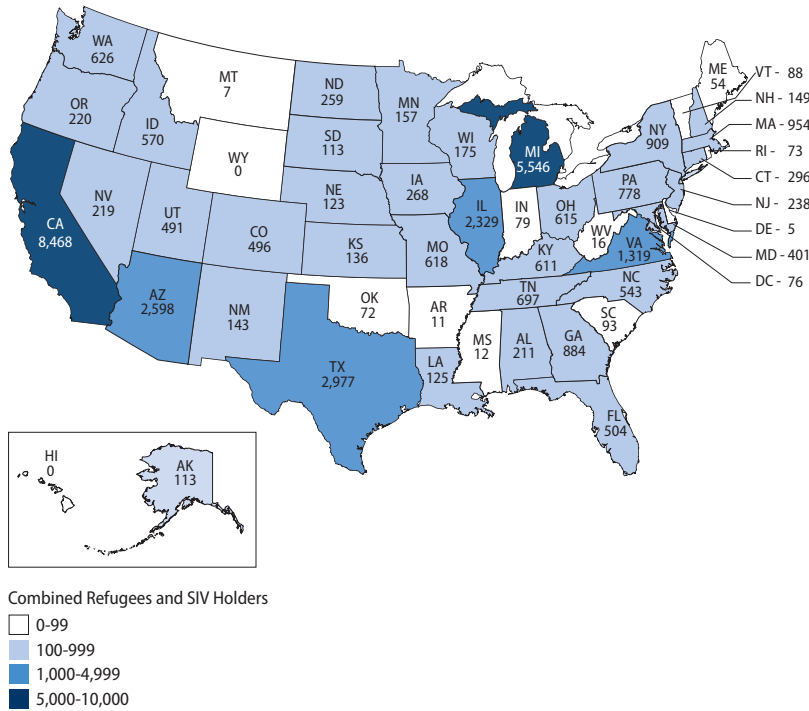 WA
626
MT
7
ND
259
MN
157
ME
54
VT - 88
NH - 149
MA - 954
RI - 73
CT - 296
NJ - 238
DE - 5
MD - 401
DC - 76
OR
220
ID
570
WY
0
SD
113
WI
175
MI
5,546
NY
909
NV
219
UT
491
CO
496
NE
123
IA
268
IL
2,329
IN
79
OH
615
PA
778
WV
16
VA
1,319
CA
8,468
KS
136
MO
618
KY
611
TN
697
NC
543
AZ
2,598
NM
143
OK
72
AR
11
MS
12
AL
211
GA
884
SC
93
TX
2,977
LA
125
FL
504
HI
0
AK
113
Combined Refugees and SIV Holders
0-99
100-999
1,000-4,999
5,000-10,000